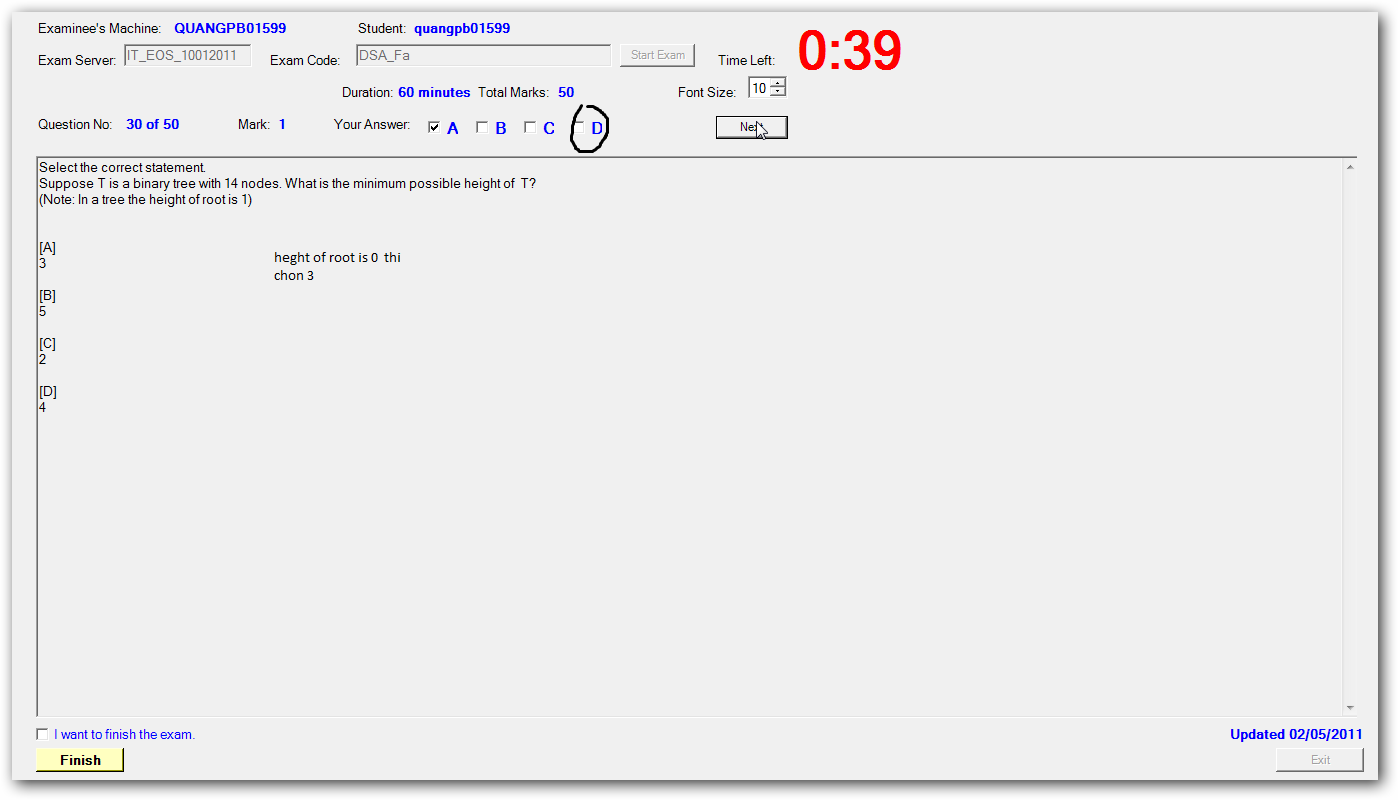 Examinee's Machine: QUANGPB01599 Student: quangpb01599
Exam Server: IT_EOS_10012011 Exam Code: DSA_Fa Start Exam Time Left: 0:39
Duration: 60 minutes Total Marks: 50 Font Size: 10
Question No: 30 of 50 Mark: 1 Your Answer: A B C D Next
Select the correct statement.
Suppose T is a binary tree with 14 nodes. What is the minimum possible height of T?
(Note: In a tree the height of root is 1)
[A]
3
heght of root is 0 thi
chon 3
[B]
5
[C]
2
[D]
4
I want to finish the exam. Updated 02/05/2011
Finish Exit